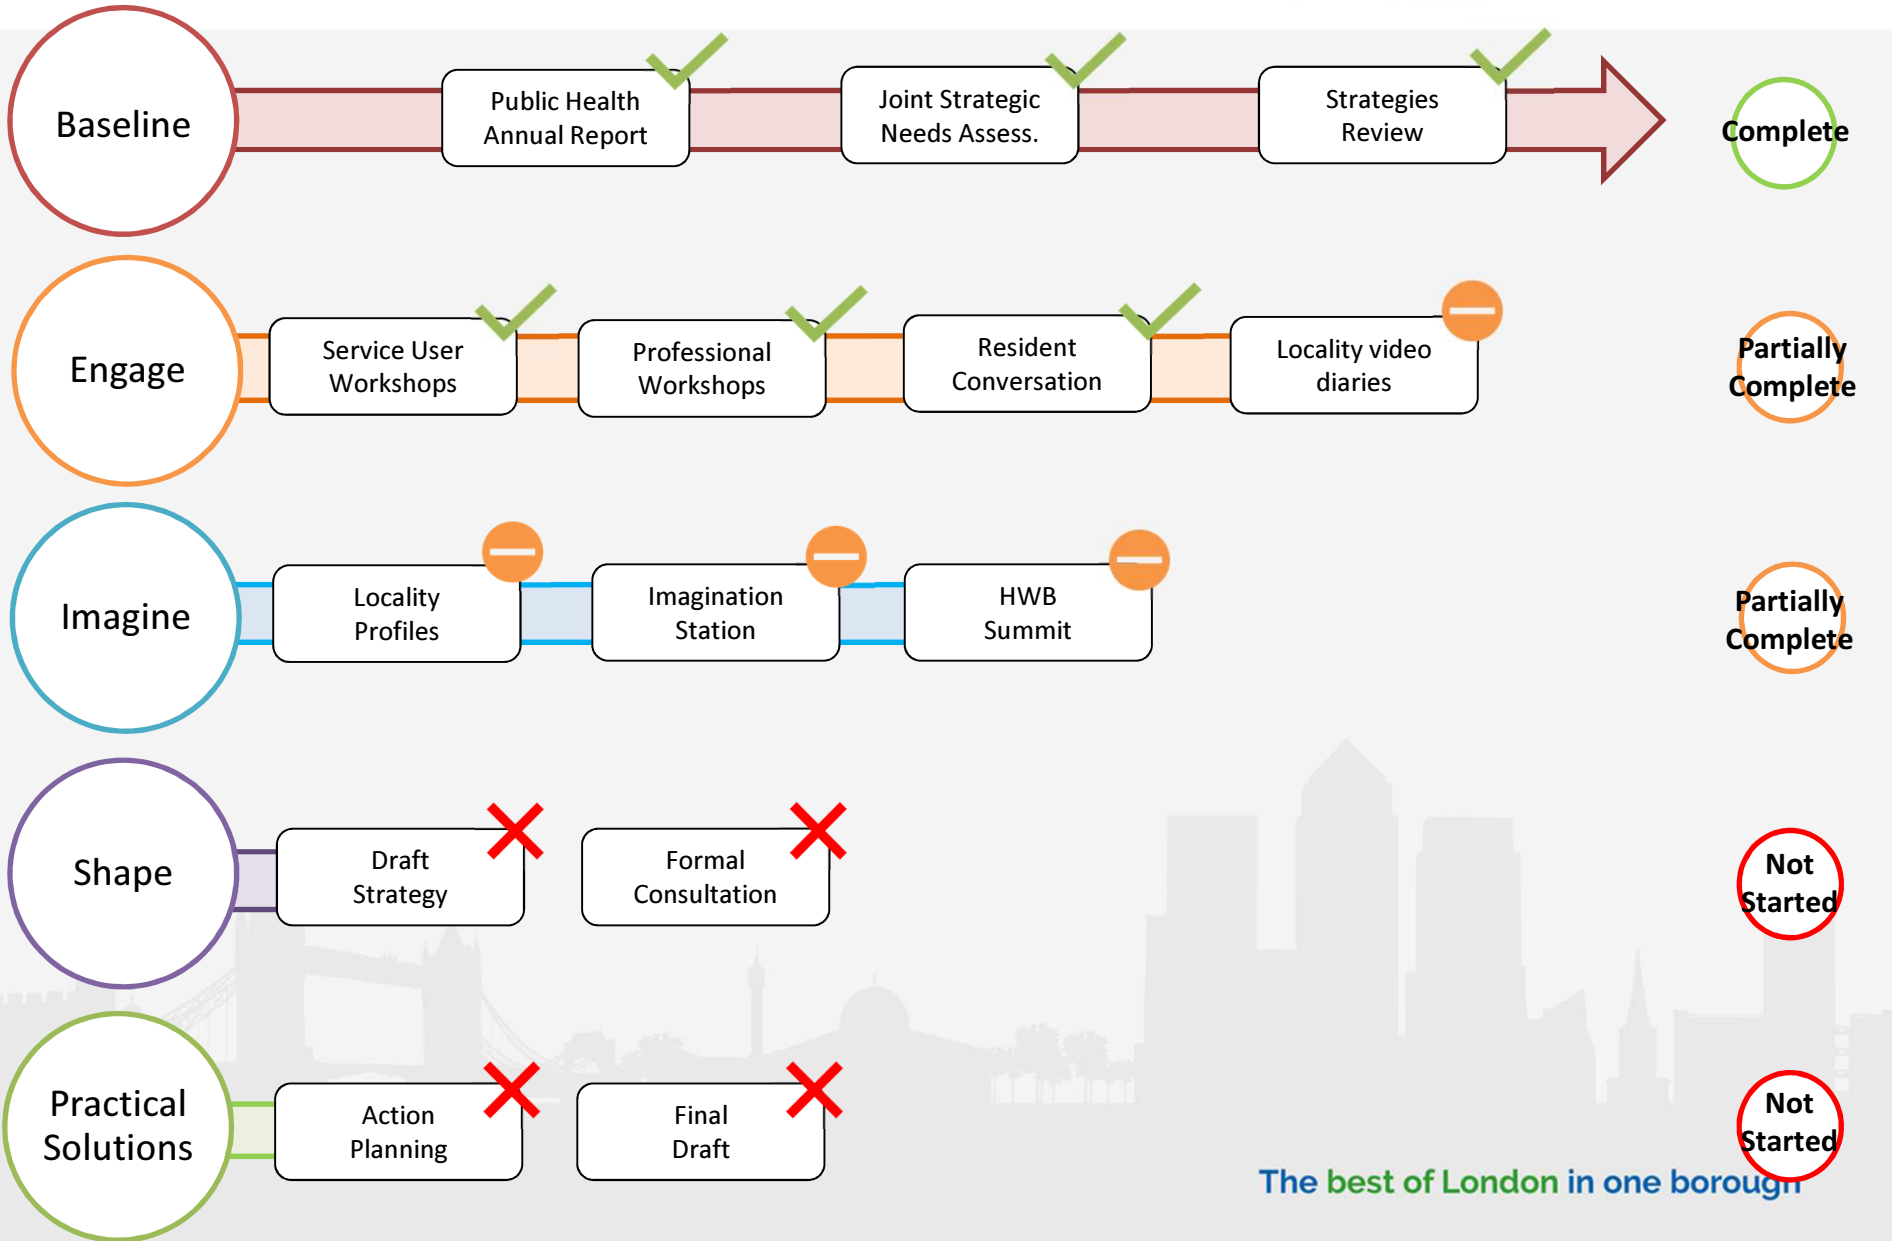 Baseline
Public Health
Annual Report
Joint Strategic
Needs Assess.
Strategies
Review
Complete
Engage
Service User
Workshops
Professional
Workshops
Resident
Conversation
Locality video
diaries
Partially
Complete
Imagine
Locality
Profiles
Imagination
Station
HWB
Summit
Partially
Complete
Shape
Draft
Strategy
Formal
Consultation
Not
Started
Practical
Solutions
Action
Planning
Final
Draft
Not
Started
The best of London in one borough